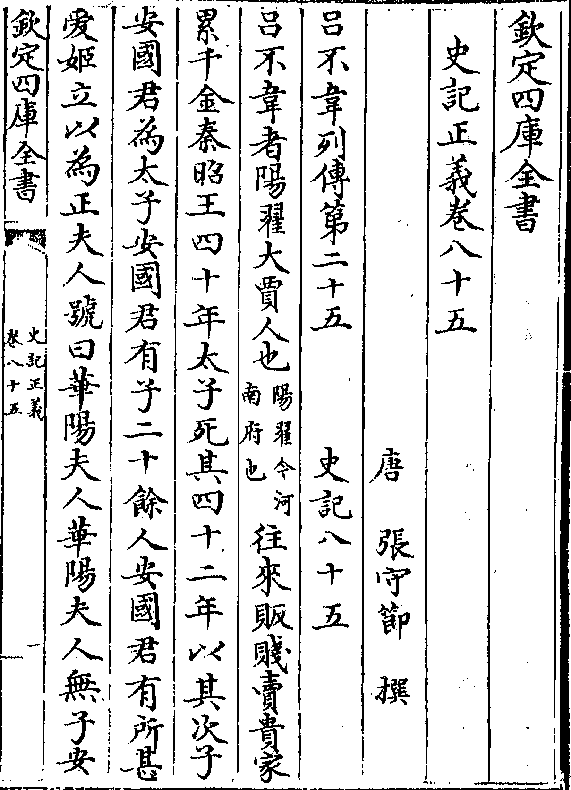 欽定四庫全書
史記正義卷八十五
唐 張守節 撰
呂不韋列傳第二十五 史記八十五
呂不韋者陽翟大賈人也陽翟今河南府也往來販賤賣貴家
累千金秦昭王四十年太子死其四十二年以其次子
安國君為太子安國君有子二十餘人安國君有所甚
愛姬立以為正夫人號曰華陽夫人華陽夫人無子安
欽定四庫全書
史記正義
卷八十五
一